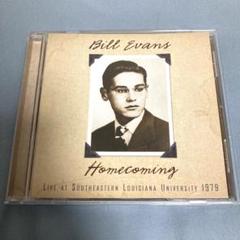 Bill Evans
Homecoming
Live at Southeastern Louisiana University 1979